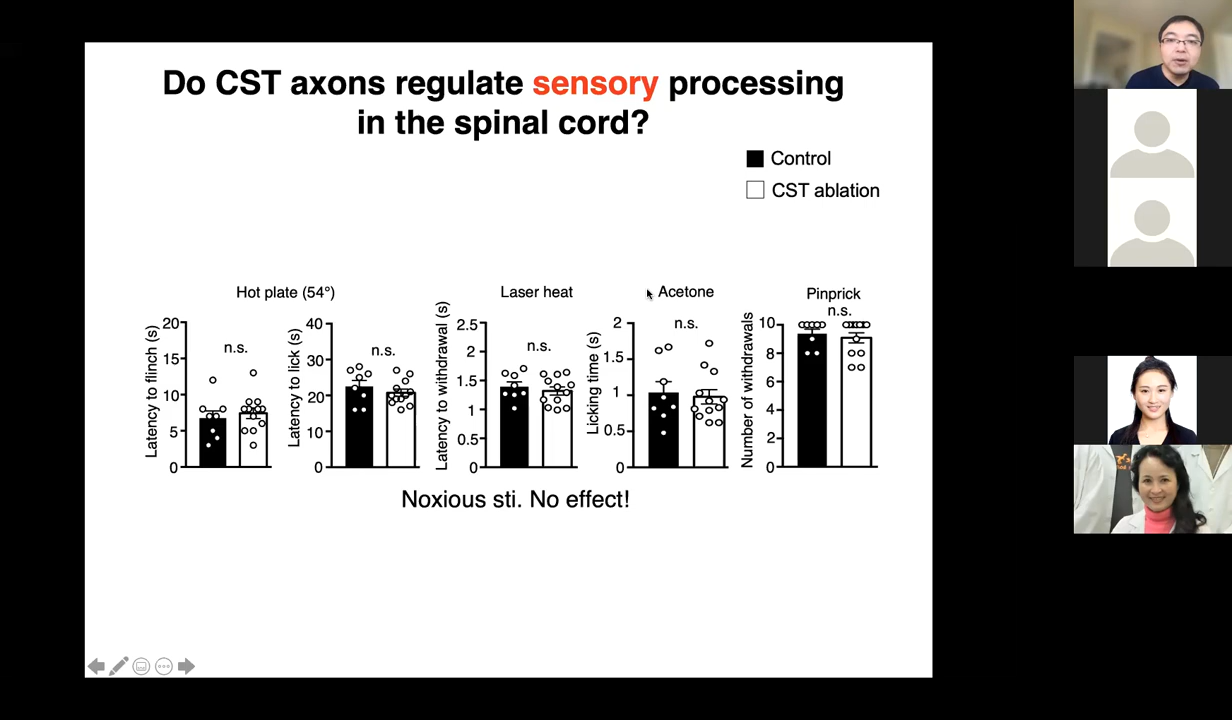 Do CST axons regulate sensory processing
in the spinal cord?
Control
CST ablation
Hot plate (54°)
Laser heat
Acetone
Pinprick
Latency to flinch (s)
20
15
10
5
0
n.s.
Latency to lick (s)
40
30
20
10
0
n.s.
Latency to withdrawal (s)
2.5
2
1.5
1
0.5
0
n.s.
Licking time (s)
2
1.5
1
0.5
0
n.s.
Number of withdrawals
10
8
6
4
2
0
n.s.
Noxious sti. No effect!